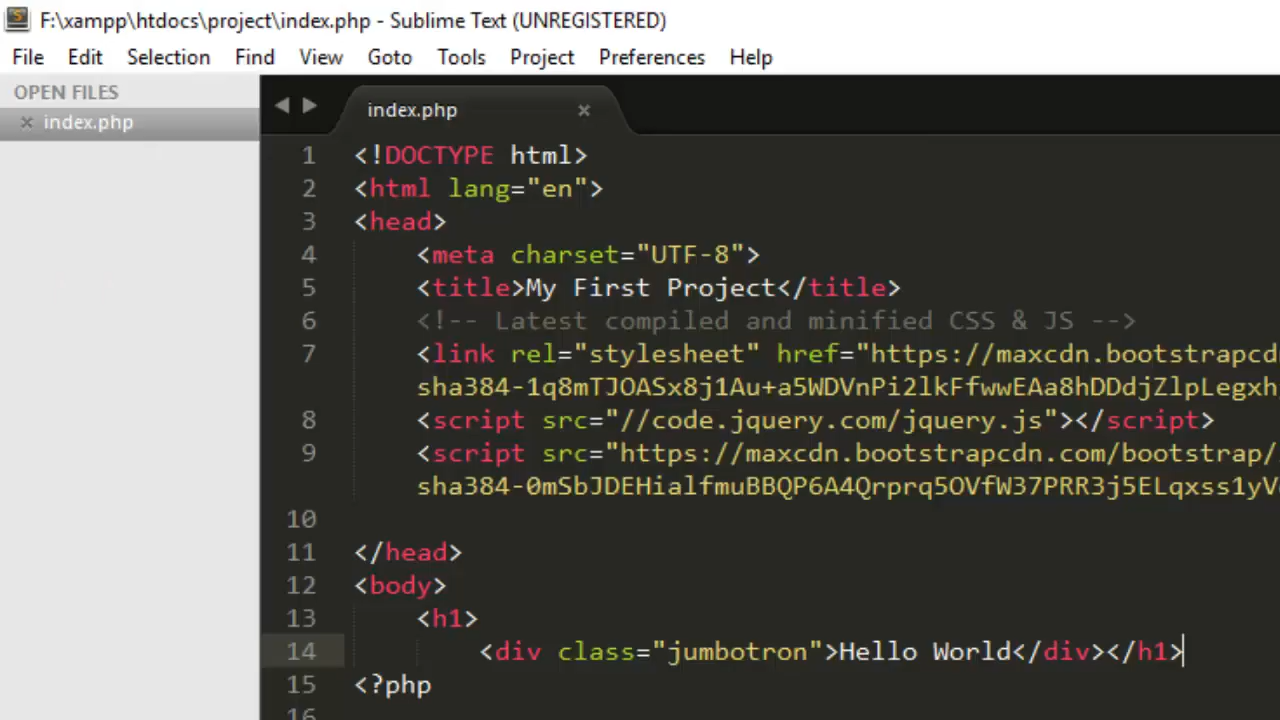 F:\xampp\htdocs\project\index.php - Sublime Text (UNREGISTERED)
File Edit Selection Find View Goto Tools Project Preferences Help
OPEN FILES
× index.php
index.php ×
1 <!DOCTYPE html>
2 <html lang="en">
3 <head>
4 <meta charset="UTF-8">
5 <title>My First Project</title>
6 <!-- Latest compiled and minified CSS & JS -->
7 <link rel="stylesheet" href="https://maxcdn.bootstrapcd
sha384-1q8mTJOASx8j1Au+a5WDVnPi2lkFfwwEAa8hDDdjZlpLegxh
8 <script src="//code.jquery.com/jquery.js"></script>
9 <script src="https://maxcdn.bootstrapcdn.com/bootstrap/
sha384-0mSbJDEHialfmuBBQP6A4Qrprq5OVfW37PRR3j5ELqxss1yV
10
11 </head>
12 <body>
13 <h1>
14 <div class="jumbotron">Hello World</div></h1>
15 <?php
16